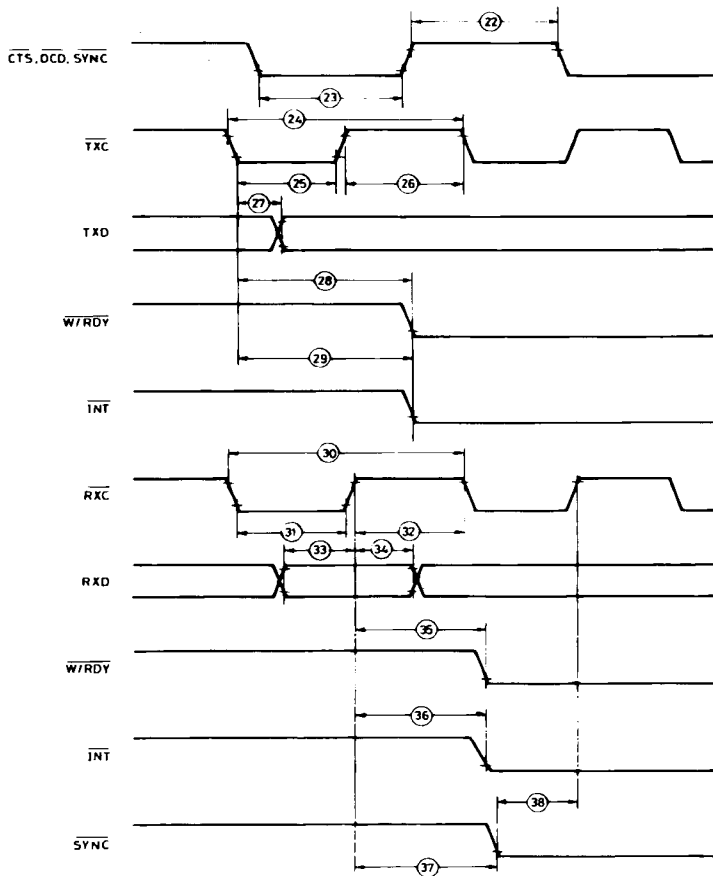 22
CTS, DCD, SYNC
23
24
TXC
25 26
27
TXD
28
W/RDY
29
INT
30
RXC
31 32
33 34
RXD
35
W/RDY
36
INT
38
SYNC
37